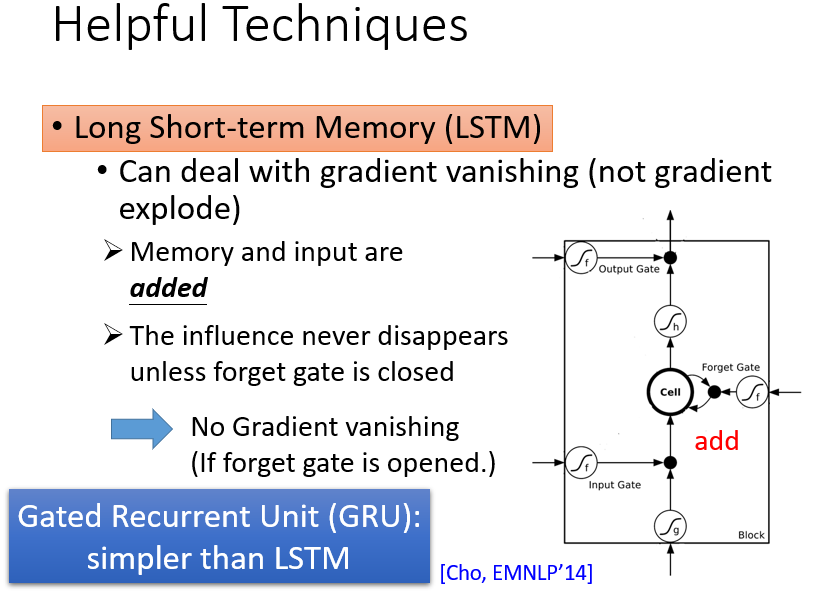 Helpful Techniques
• Long Short-term Memory (LSTM)
• Can deal with gradient vanishing (not gradient
explode)
➢ Memory and input are
added
➢ The influence never disappears
unless forget gate is closed
No Gradient vanishing
(If forget gate is opened.)
Gated Recurrent Unit (GRU):
simpler than LSTM
[Cho, EMNLP’14]
f
Output Gate
h
Forget Gate
Cell
f
add
f
Input Gate
g
Block